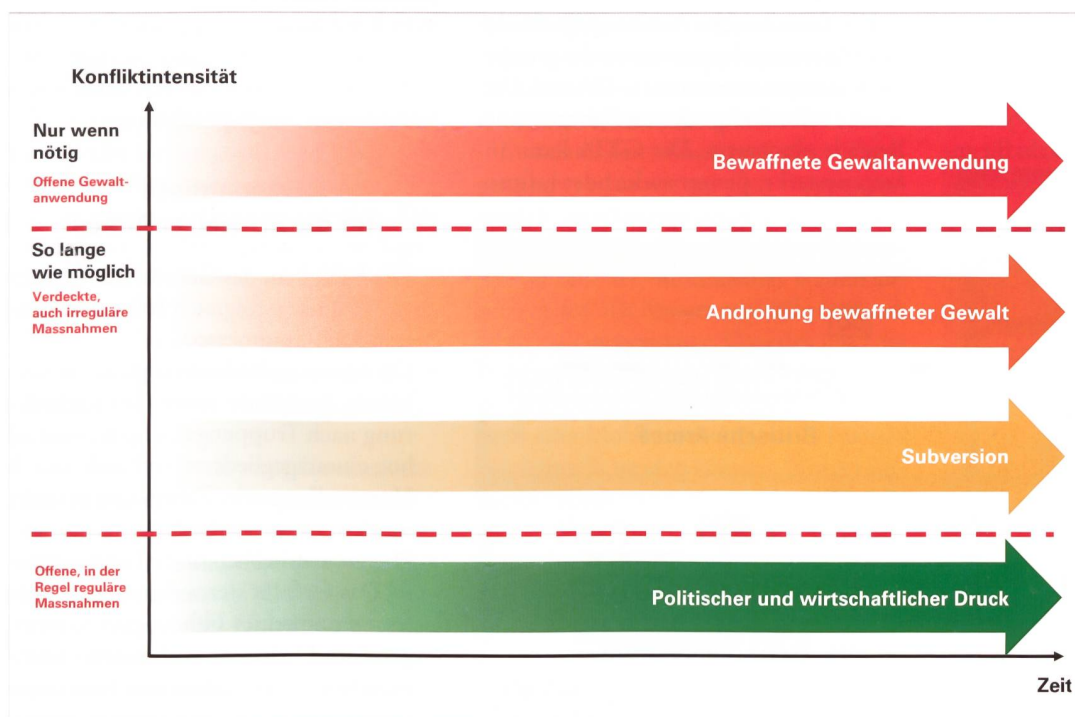 Konfliktintensität
Nur wenn
nötig
Offene Gewalt-
anwendung
Bewaffnete Gewaltanwendung
So lange
wie möglich
Verdeckte,
auch irreguläre
Massnahmen
Androhung bewaffneter Gewalt
Subversion
Offene, in der
Regel reguläre
Massnahmen
Politischer und wirtschaftlicher Druck
Zeit